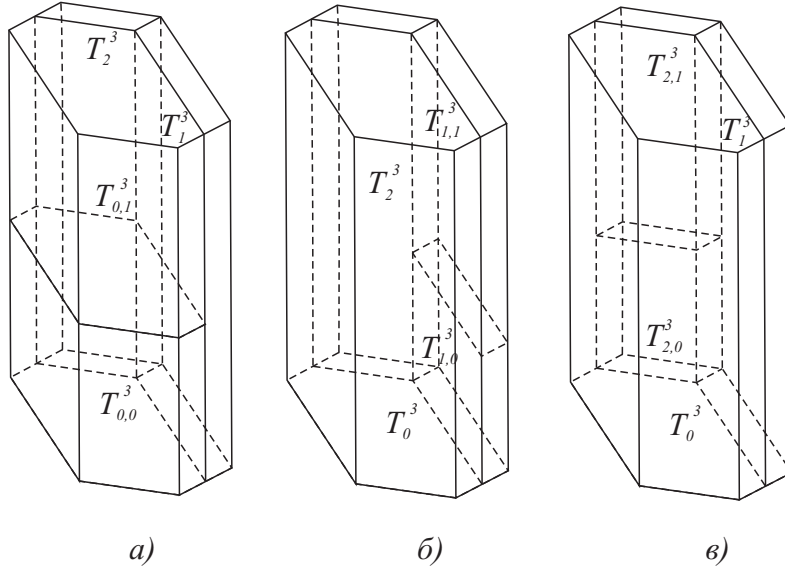 T_2^3
T_1^3
T_{0,1}^3
T_{0,0}^3
а)
T_{1,1}^3
T_2^3
T_{1,0}^3
T_0^3
б)
T_{2,1}^3
T_1^3
T_{2,0}^3
T_0^3
в)